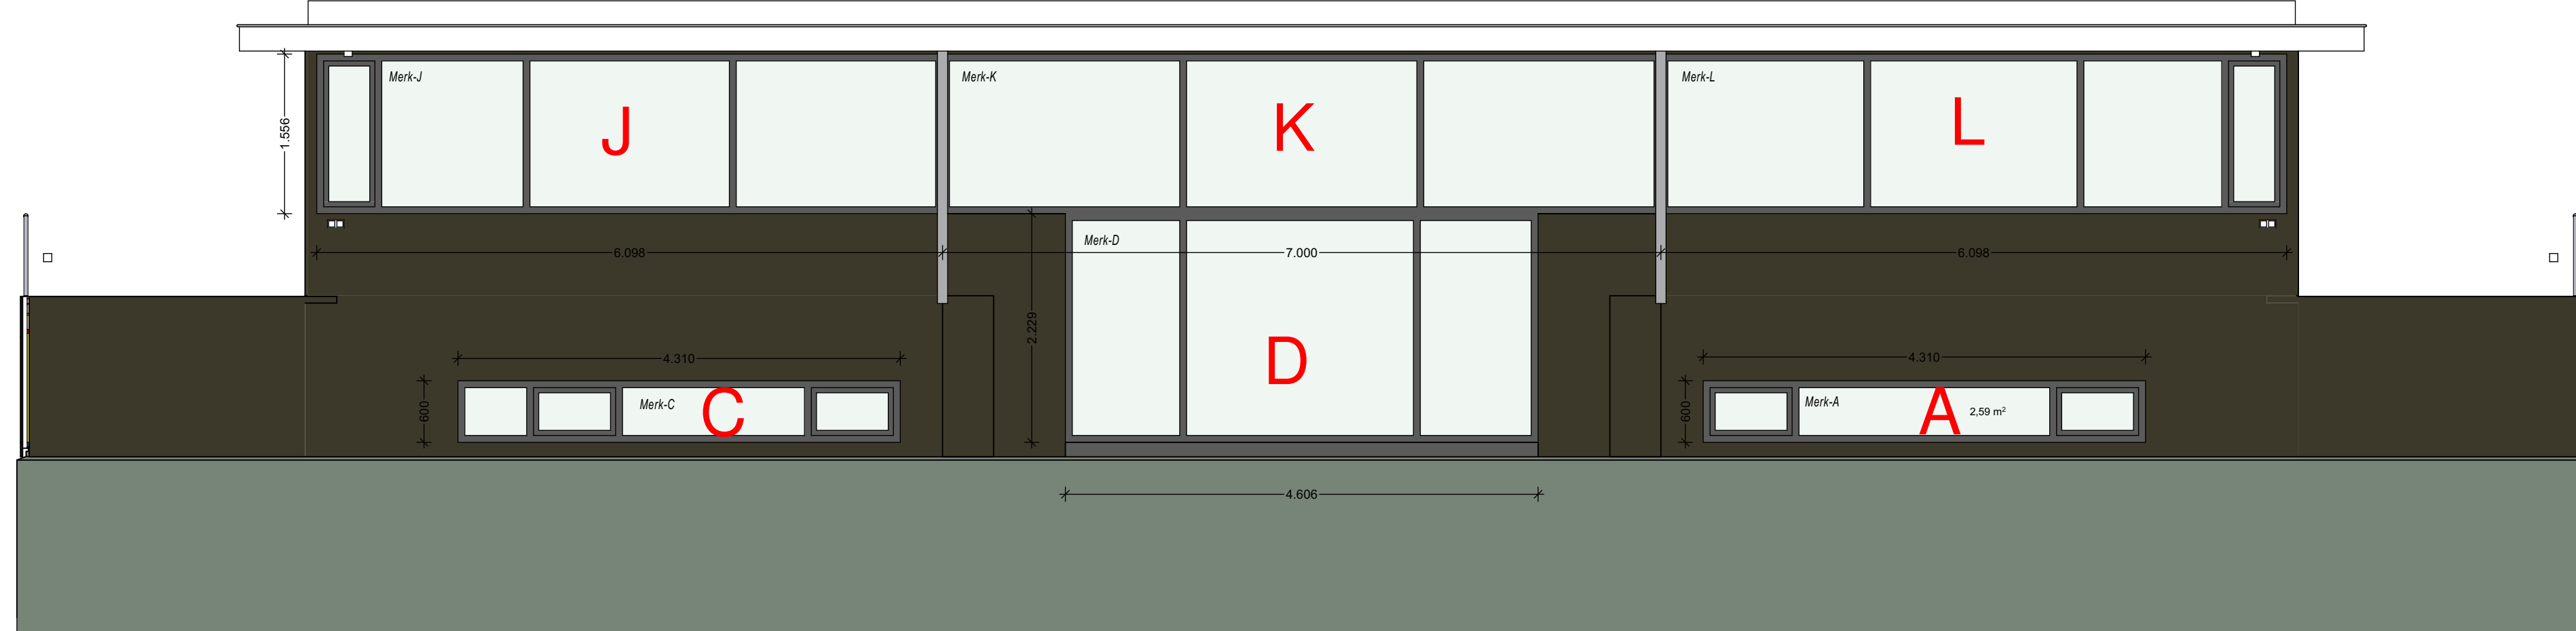 Merk-J
Merk-K
Merk-L
J
K
L
1.556
Merk-D
6.098
7.000
6.098
2.229
D
4.310
4.310
600
Merk-C
C
600
Merk-A
A
2,59 m²
4.606